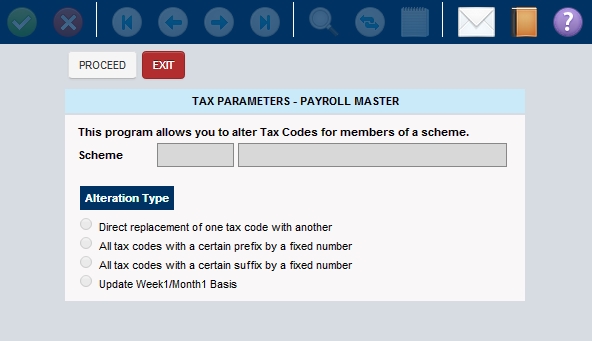 ?
PROCEED EXIT
TAX PARAMETERS - PAYROLL MASTER
This program allows you to alter Tax Codes for members of a scheme.
Scheme
Alteration Type
Direct replacement of one tax code with another
All tax codes with a certain prefix by a fixed number
All tax codes with a certain suffix by a fixed number
Update Week1/Month1 Basis